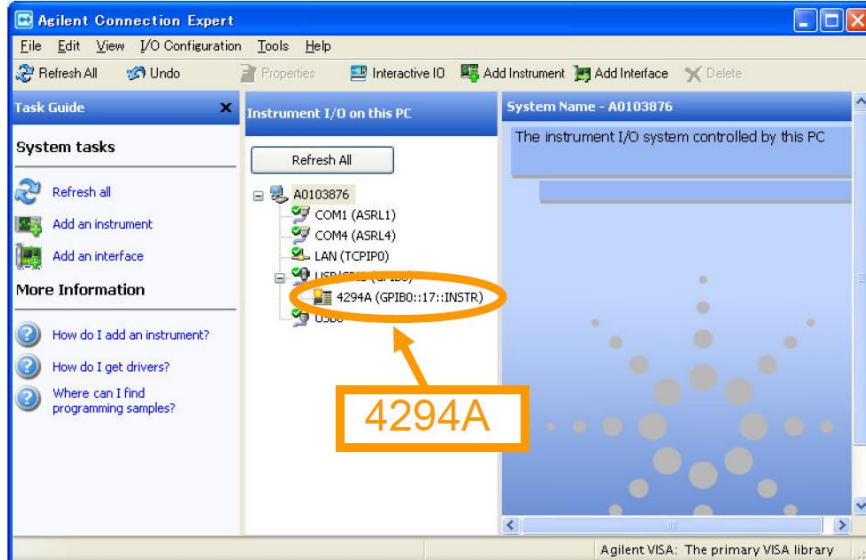 Agilent Connection Expert
File Edit View I/O Configuration Tools Help
Refresh All Undo Properties Interactive IO Add Instrument Add Interface Delete
Task Guide
System tasks
Refresh all
Add an instrument
Add an interface
More Information
How do I add an instrument?
How do I get drivers?
Where can I find
programming samples?
Instrument I/O on this PC
Refresh All
A0103876
COM1 (ASRL1)
COM4 (ASRL4)
LAN (TCPIP0)
USB/GPIB (GPIB0)
4294A (GPIB0::17::INSTR)
USB0
4294A
System Name - A0103876
The instrument I/O system controlled by this PC
Agilent VISA: The primary VISA library